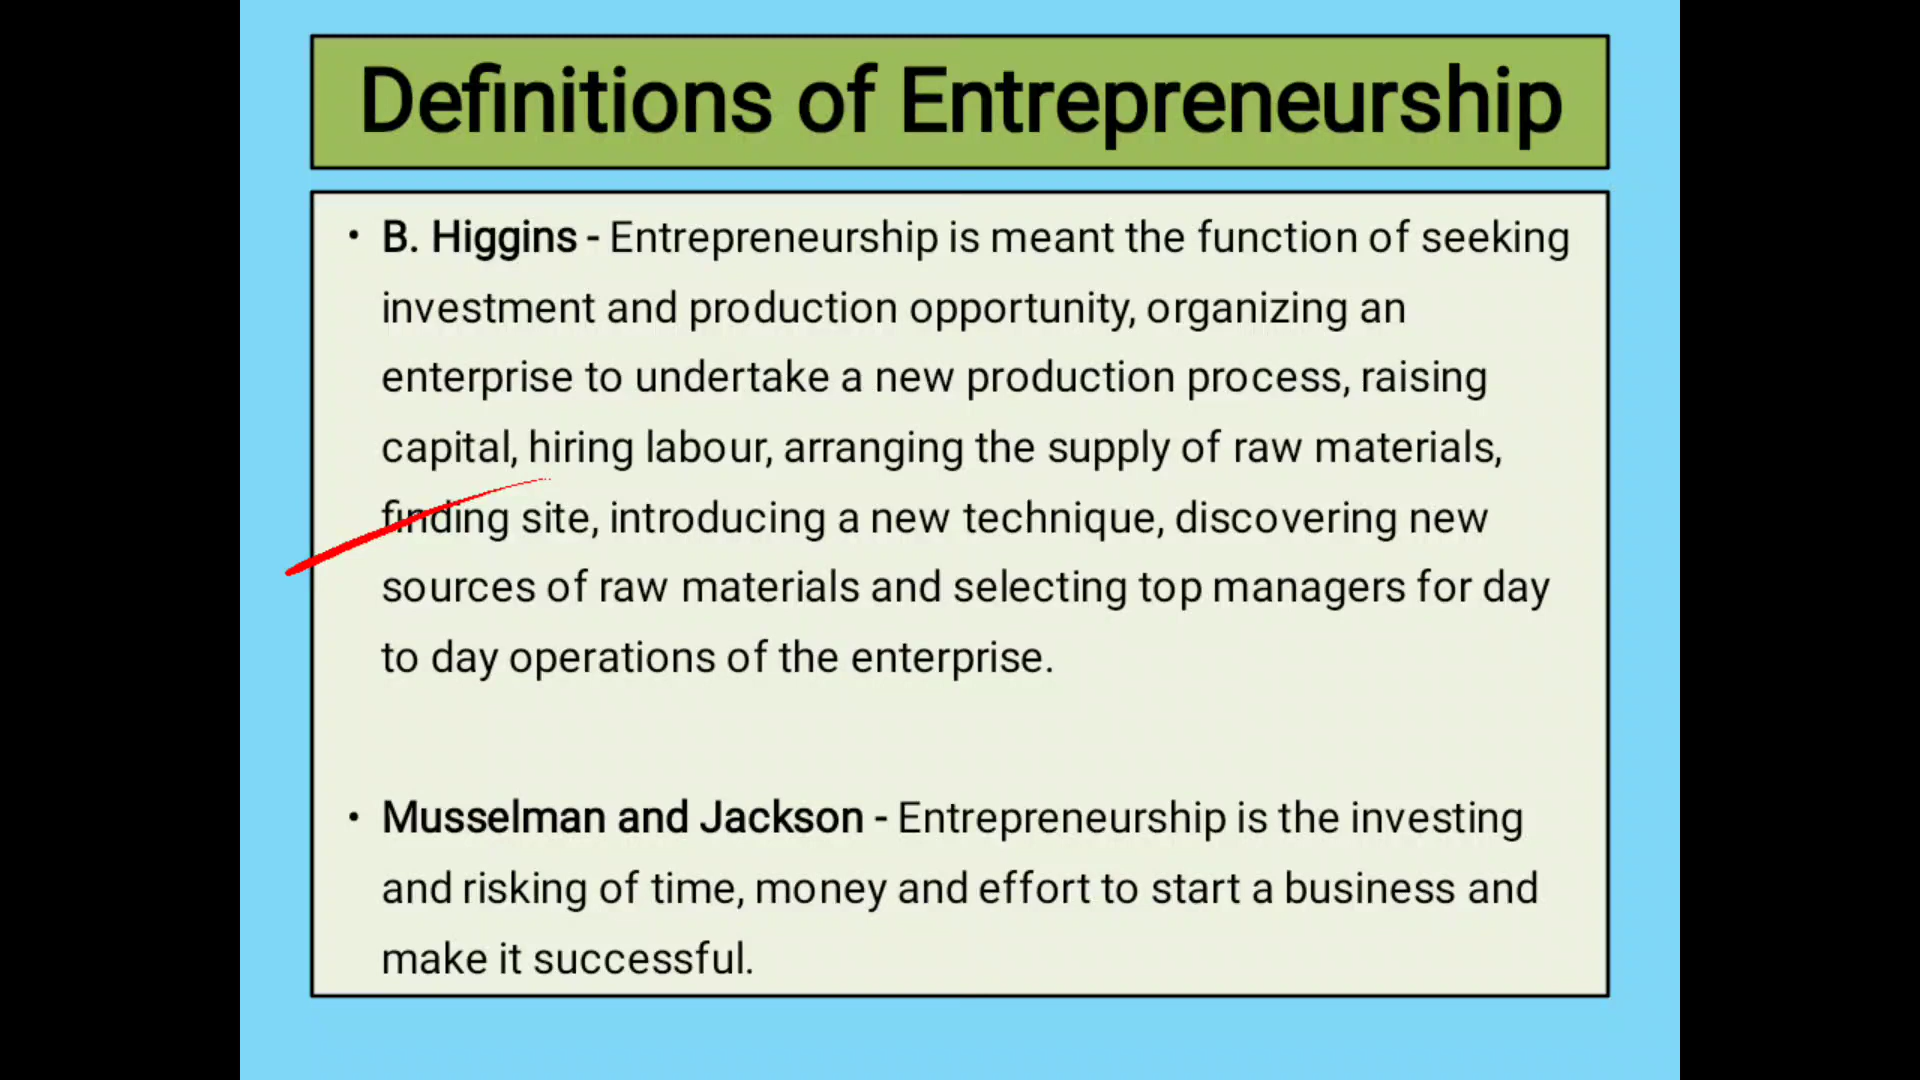 Definitions of Entrepreneurship
• B. Higgins - Entrepreneurship is meant the function of seeking
investment and production opportunity, organizing an
enterprise to undertake a new production process, raising
capital, hiring labour, arranging the supply of raw materials,
finding site, introducing a new technique, discovering new
sources of raw materials and selecting top managers for day
to day operations of the enterprise.
• Musselman and Jackson - Entrepreneurship is the investing
and risking of time, money and effort to start a business and
make it successful.